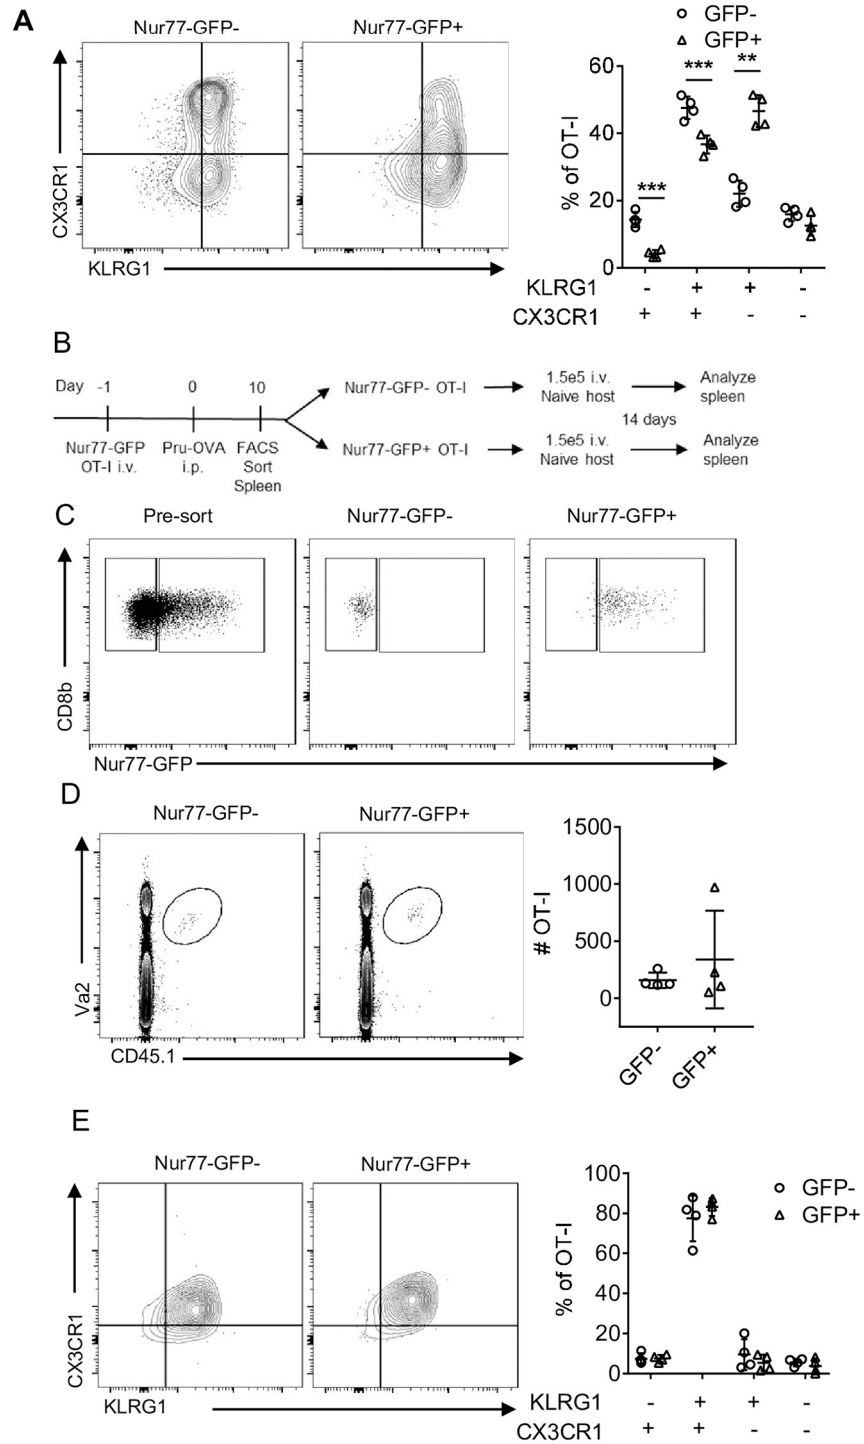 A
Nur77-GFP-
Nur77-GFP+
CX3CR1
KLRG1
GFP-
GFP+
*** **
***
% of OT-I
60
40
20
0
KLRG1 - + + -
CX3CR1 + + - -
B
Day -1 0 10
Nur77-GFP
OT-I i.v.
Pru-OVA
i.p.
FACS
Sort
Spleen
Nur77-GFP- OT-I
1.5e5 i.v.
Naive host
Analyze
spleen
14 days
Nur77-GFP+ OT-I
1.5e5 i.v.
Naive host
Analyze
spleen
C
Pre-sort
Nur77-GFP-
Nur77-GFP+
CD8b
Nur77-GFP
D
Nur77-GFP-
Nur77-GFP+
Va2
CD45.1
# OT-I
1500
1000
500
0
GFP-
GFP+
E
Nur77-GFP-
Nur77-GFP+
CX3CR1
KLRG1
% of OT-I
100
80
60
40
20
0
GFP-
GFP+
KLRG1 - + + -
CX3CR1 + + - -